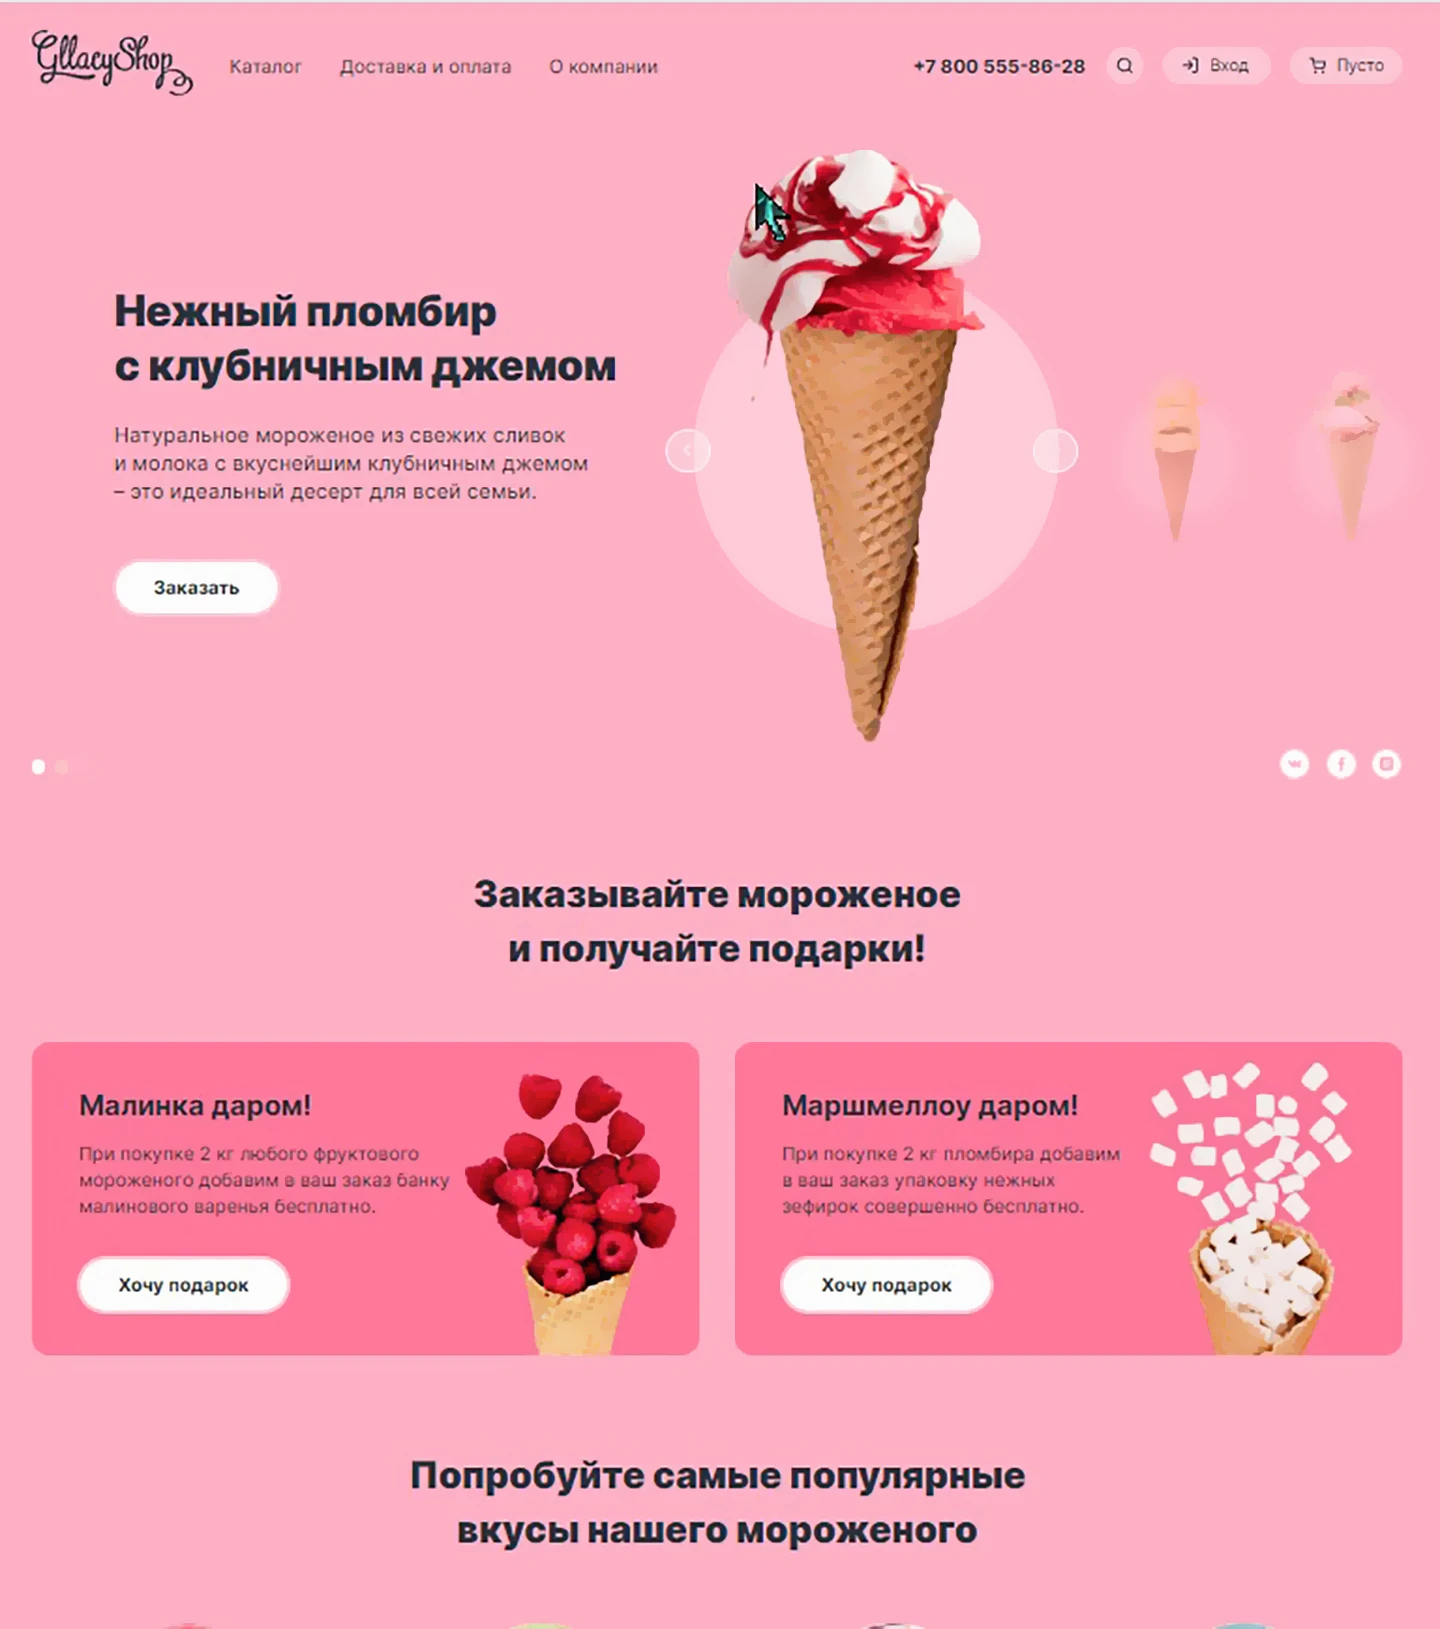 GllacyShop
Каталог
Доставка и оплата
О компании
+7 800 555-86-28
Вход
Пусто
Нежный пломбир
с клубничным джемом
Натуральное мороженое из свежих сливок
и молока с вкуснейшим клубничным джемом
– это идеальный десерт для всей семьи.
Заказать
Заказывайте мороженое
и получайте подарки!
Малинка даром!
При покупке 2 кг любого фруктового
мороженого добавим в ваш заказ банку
малинового варенья бесплатно.
Хочу подарок
Маршмеллоу даром!
При покупке 2 кг пломбира добавим
в ваш заказ упаковку нежных
зефирок совершенно бесплатно.
Хочу подарок
Попробуйте самые популярные
вкусы нашего мороженого